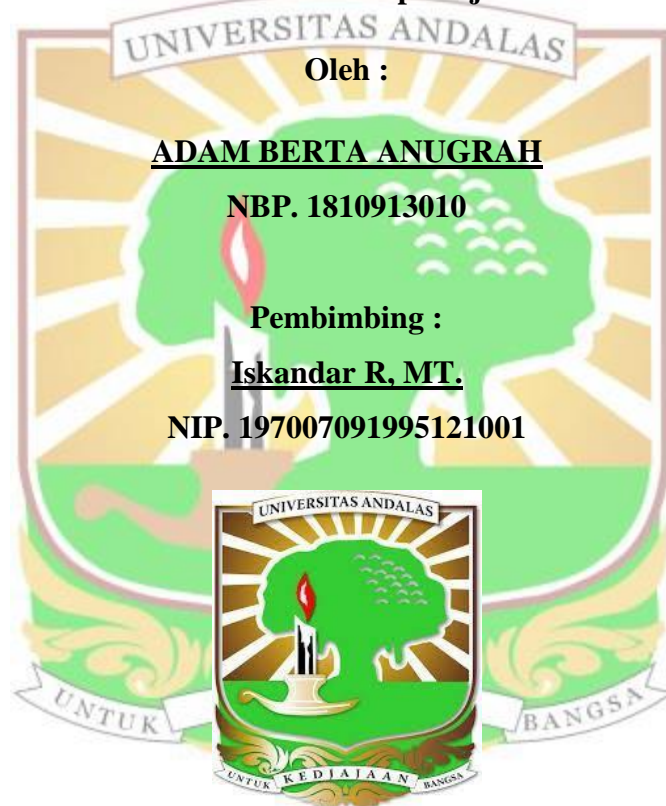 UNIVERSITAS ANDALAS
Oleh :
ADAM BERTA ANUGRAH
NBP. 1810913010
Pembimbing :
Iskandar R, MT.
NIP. 197007091995121001
UNIVERSITAS ANDALAS
UNTUK KEDJAJAAN BANGSA
UNTUK BANGSA